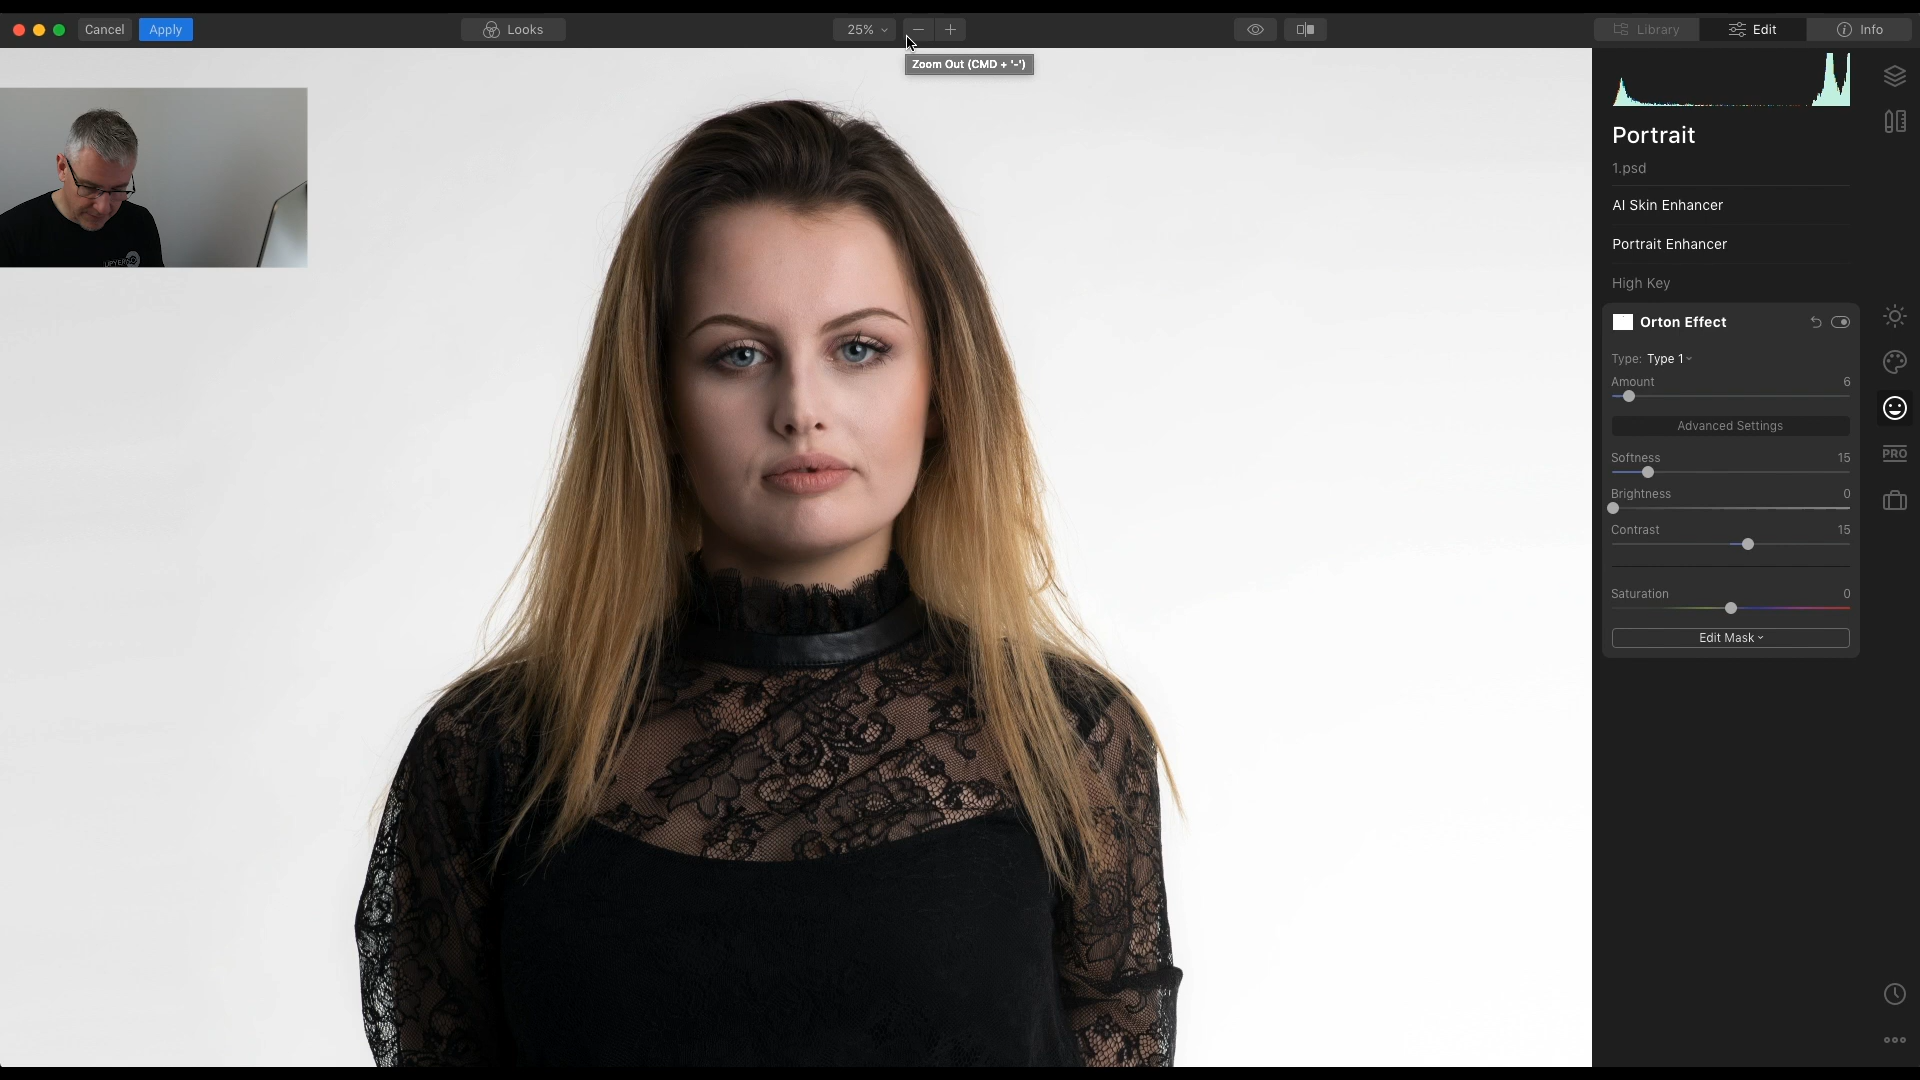 Cancel
Apply
Looks
25%
Library
Edit
Info
Zoom Out (CMD + '-')
Portrait
1.psd
AI Skin Enhancer
Portrait Enhancer
High Key
Orton Effect
Type: Type 1
Amount 6
Advanced Settings
Softness 15
Brightness 0
Contrast 15
Saturation 0
Edit Mask
PRO